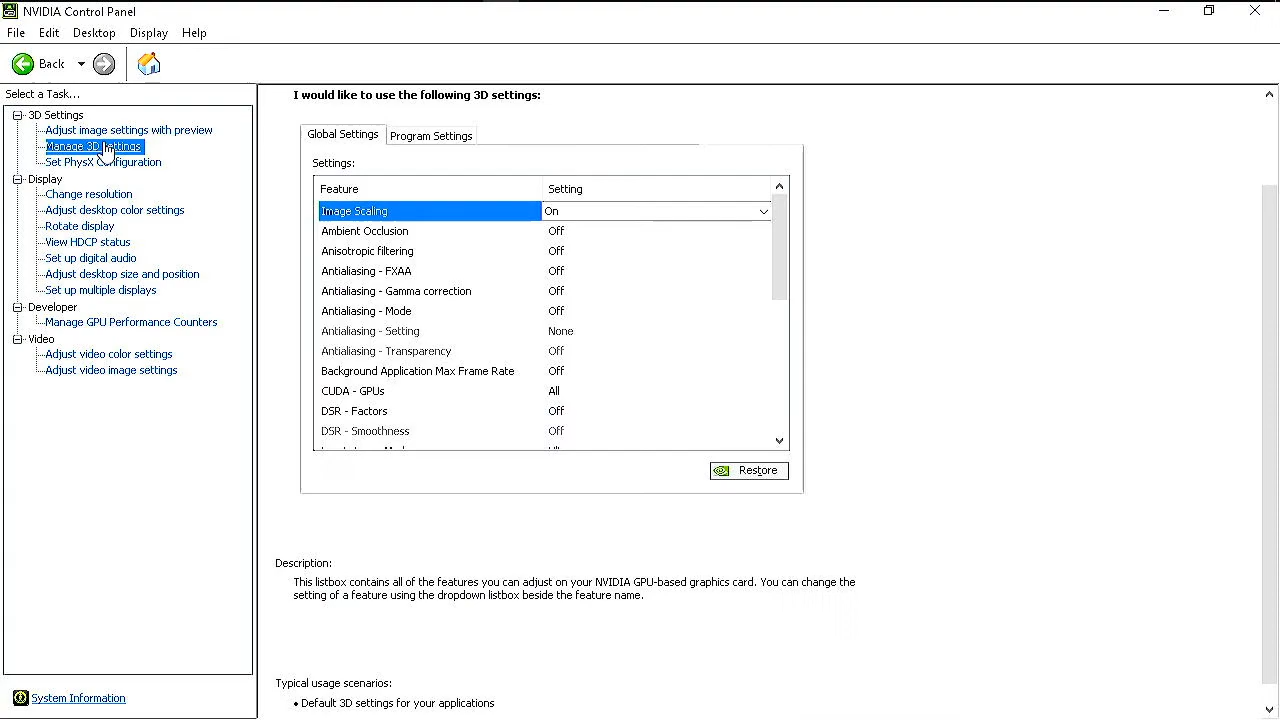 NVIDIA Control Panel
File Edit Desktop Display Help
Back
Select a Task...
3D Settings
Adjust image settings with preview
Manage 3D Settings
Set PhysX Configuration
Display
Change resolution
Adjust desktop color settings
Rotate display
View HDCP status
Set up digital audio
Adjust desktop size and position
Set up multiple displays
Developer
Manage GPU Performance Counters
Video
Adjust video color settings
Adjust video image settings
System Information
I would like to use the following 3D settings:
Global Settings Program Settings
Settings:
Feature Setting
Image Scaling On
Ambient Occlusion Off
Anisotropic filtering Off
Antialiasing - FXAA Off
Antialiasing - Gamma correction Off
Antialiasing - Mode Off
Antialiasing - Setting None
Antialiasing - Transparency Off
Background Application Max Frame Rate Off
CUDA - GPUs All
DSR - Factors Off
DSR - Smoothness Off
Restore
Description:
This listbox contains all of the features you can adjust on your NVIDIA GPU-based graphics card. You can change the
setting of a feature using the dropdown listbox beside the feature name.
Typical usage scenarios:
• Default 3D settings for your applications